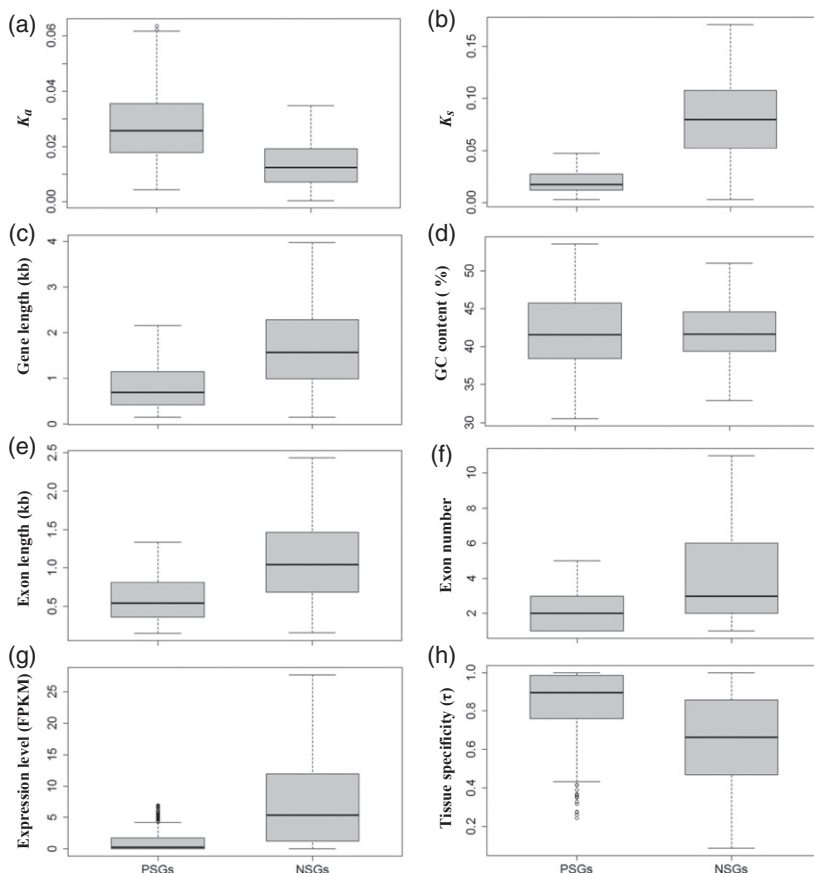 (a)
Ka
0.00
0.02
0.04
0.06
(b)
Ks
0.00
0.05
0.10
0.15
(c)
Gene length (kb)
0
1
2
3
4
(d)
GC content ( %)
30
35
40
45
50
(e)
Exon length (kb)
0.5
1.0
1.5
2.0
2.5
(f)
Exon number
2
4
6
8
10
(g)
Expression level (FPKM)
0
5
10
15
20
25
PSGs
NSGs
(h)
Tissue specificity (τ)
0.2
0.4
0.6
0.8
1.0
PSGs
NSGs